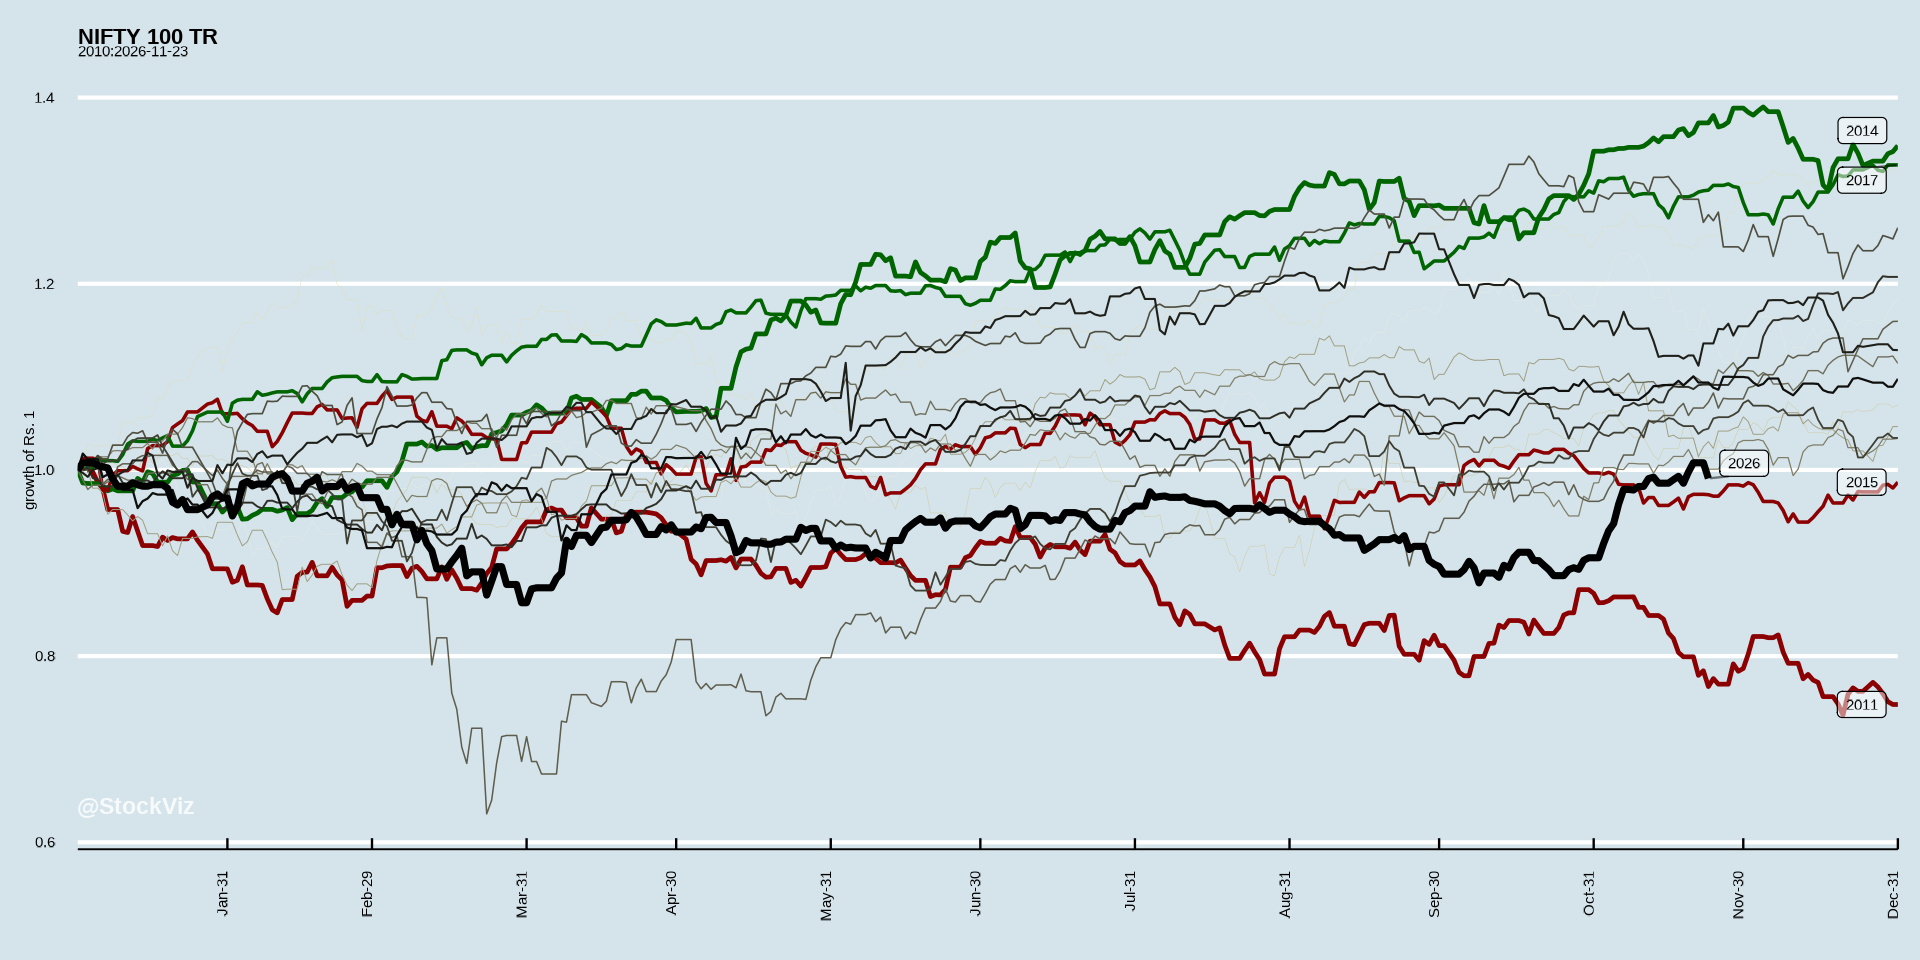 NIFTY 100 TR
2010:2026-11-23
growth of Rs. 1
1.4
1.2
1.0
0.8
0.6
2014
2017
2026
2015
2011
@StockViz
Jan-31
Feb-29
Mar-31
Apr-30
May-31
Jun-30
Jul-31
Aug-31
Sep-30
Oct-31
Nov-30
Dec-31